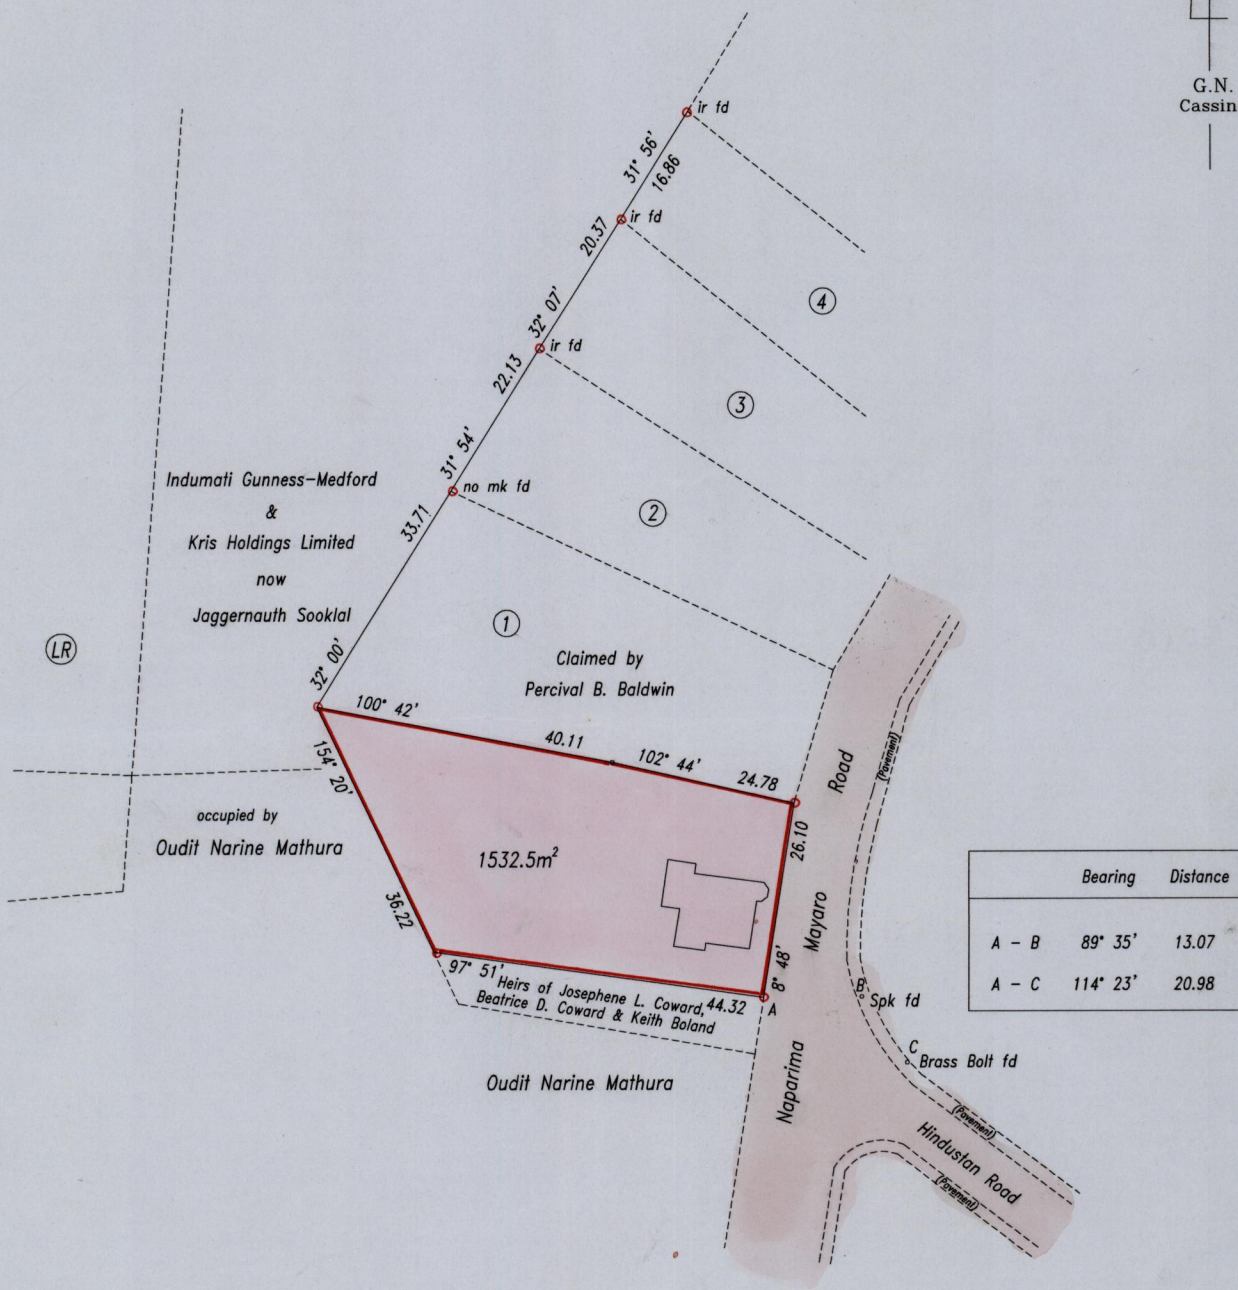 G.N.
Cassin
ir fd
31° 56'
16.86
ir fd
20.37
4
32° 07'
ir fd
22.13
3
31° 54'
Indumati Gunness-Medford
&
Kris Holdings Limited
now
Jaggernauth Sooklal
no mk fd
33.71
2
LR
1
32° 00'
Claimed by
Percival B. Baldwin
100° 42'
40.11
102° 44'
24.78
154° 20'
Road
(Pavement)
occupied by
Oudit Narine Mathura
1532.5m²
26.10
36.22
Mayaro
Bearing Distance
A - B 89° 35' 13.07
A - C 114° 23' 20.98
97° 51'
Heirs of Josephene L. Coward, 44.32
Beatrice D. Coward & Keith Boland
8° 48'
A
B
Spk fd
C
Brass Bolt fd
Oudit Narine Mathura
Naparima
(Pavement)
Hindustan Road
(Pavement)